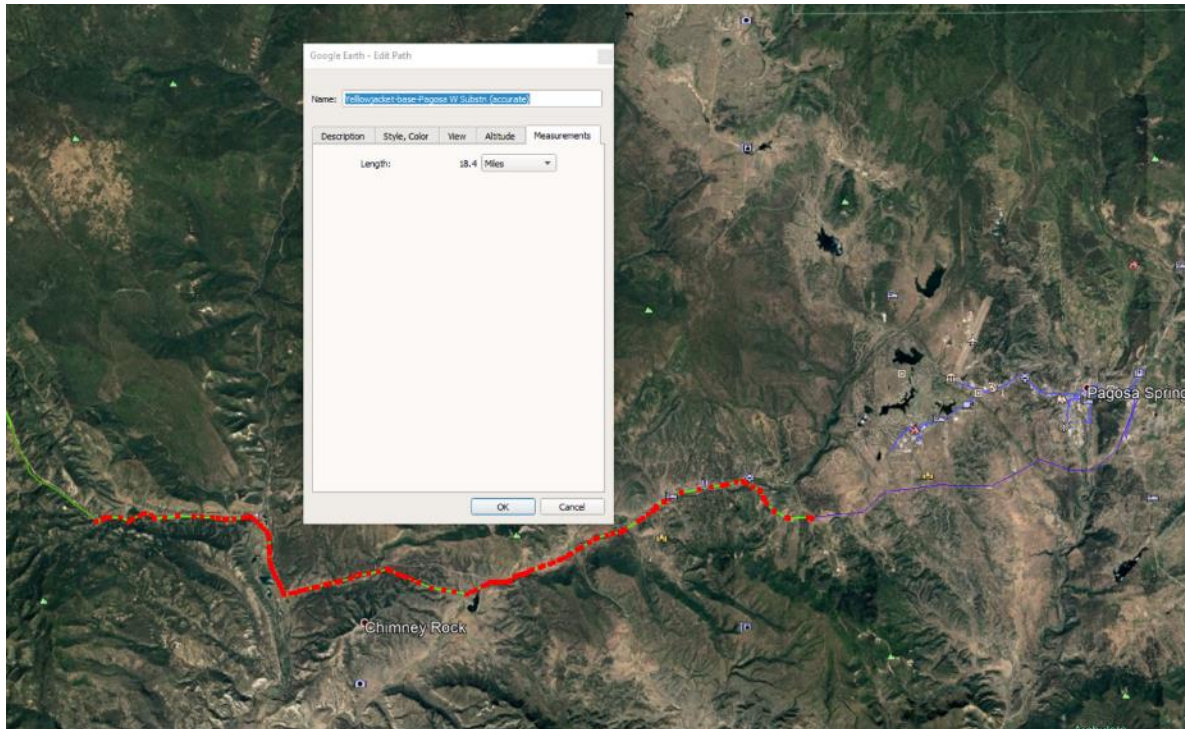 Google Earth - Edit Path
Name: Yellowjacket-base-Pagosa W Substn (accurate)
Description Style, Color View Altitude Measurements
Length: 18.4 Miles
OK Cancel
Pagosa Spring
Chimney Rock